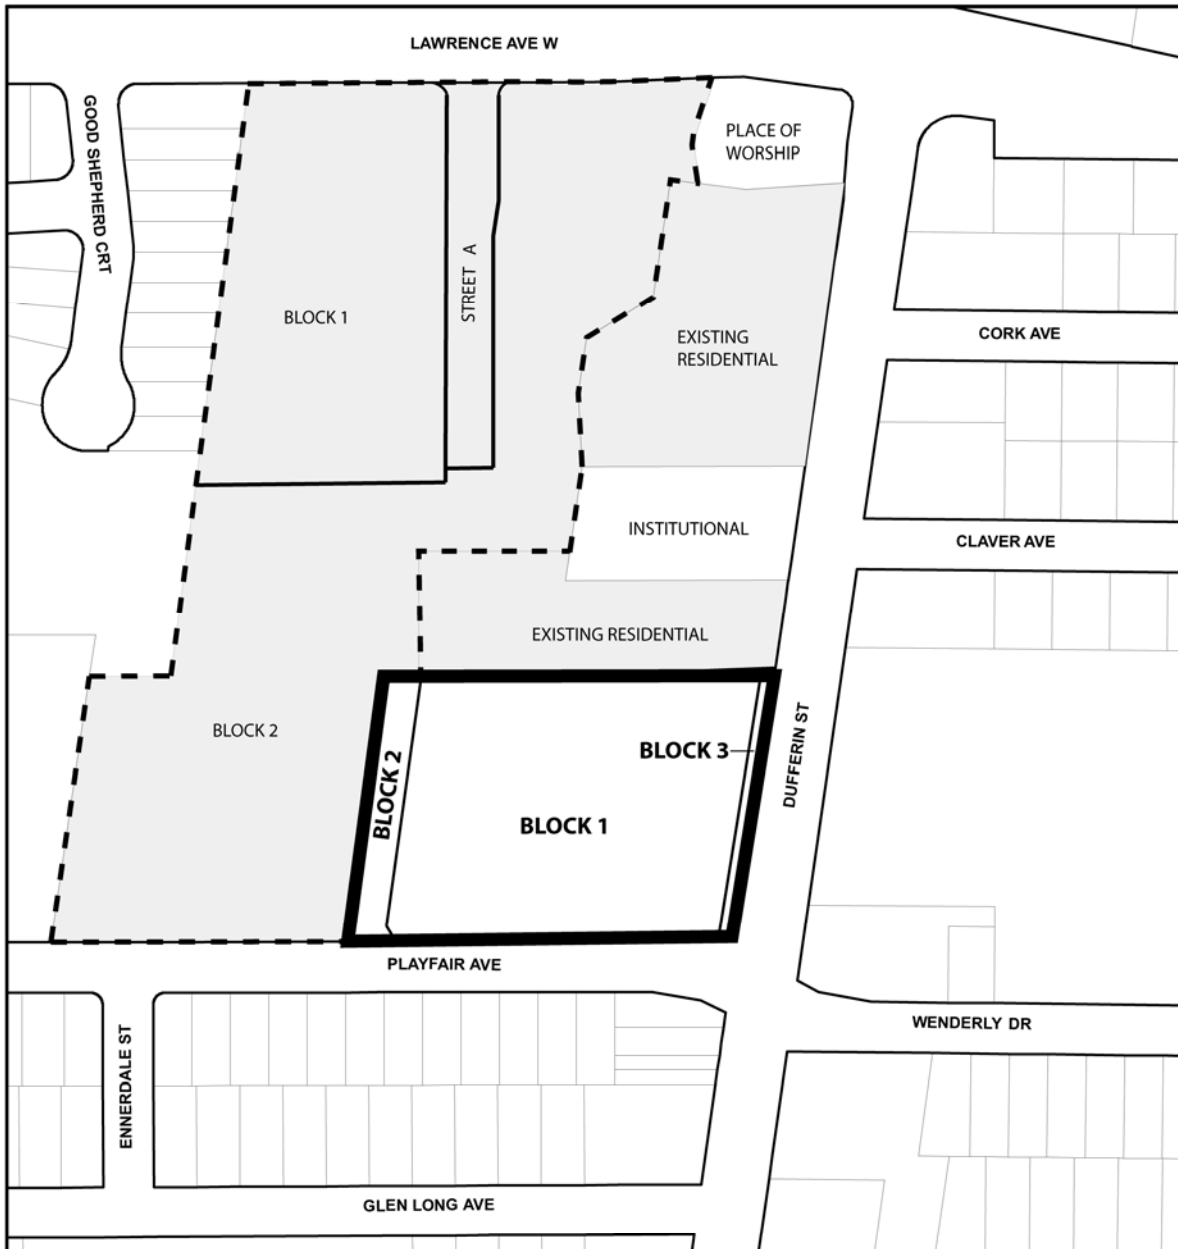 LAWRENCE AVE W
GOOD SHEPHERD CRT
PLACE OF
WORSHIP
STREET A
BLOCK 1
EXISTING
RESIDENTIAL
CORK AVE
INSTITUTIONAL
CLAVER AVE
EXISTING RESIDENTIAL
BLOCK 2
BLOCK 2
BLOCK 3
DUFFERIN ST
BLOCK 1
PLAYFAIR AVE
WENDERLY DR
ENNERDALE ST
GLEN LONG AVE